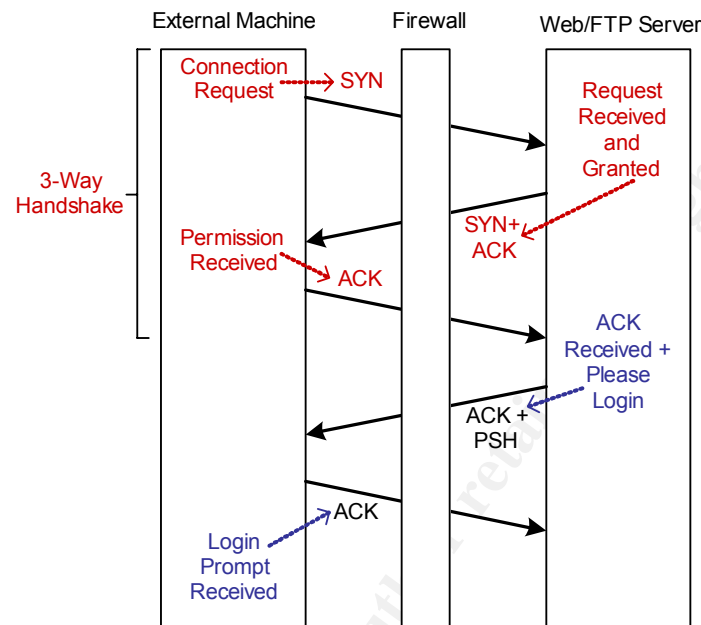 External Machine
Firewall
Web/FTP Server
Connection
Request
SYN
Request
Received
and
Granted
3-Way
Handshake
SYN+
ACK
Permission
Received
ACK
ACK
Received +
Please
Login
ACK +
PSH
ACK
Login
Prompt
Received